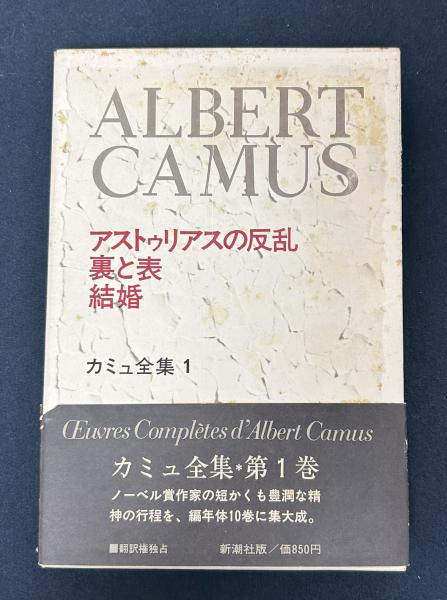 ALBERT
CAMUS
アストゥリアスの反乱
裏と表
結婚
カミュ全集 1
Œuvres Complètes d'Albert Camus
カミュ全集*第1巻
ノーベル賞作家の短かくも豊潤な精
神の行程を、編年体10巻に集大成。
■翻訳権独占 新潮社版/価850円